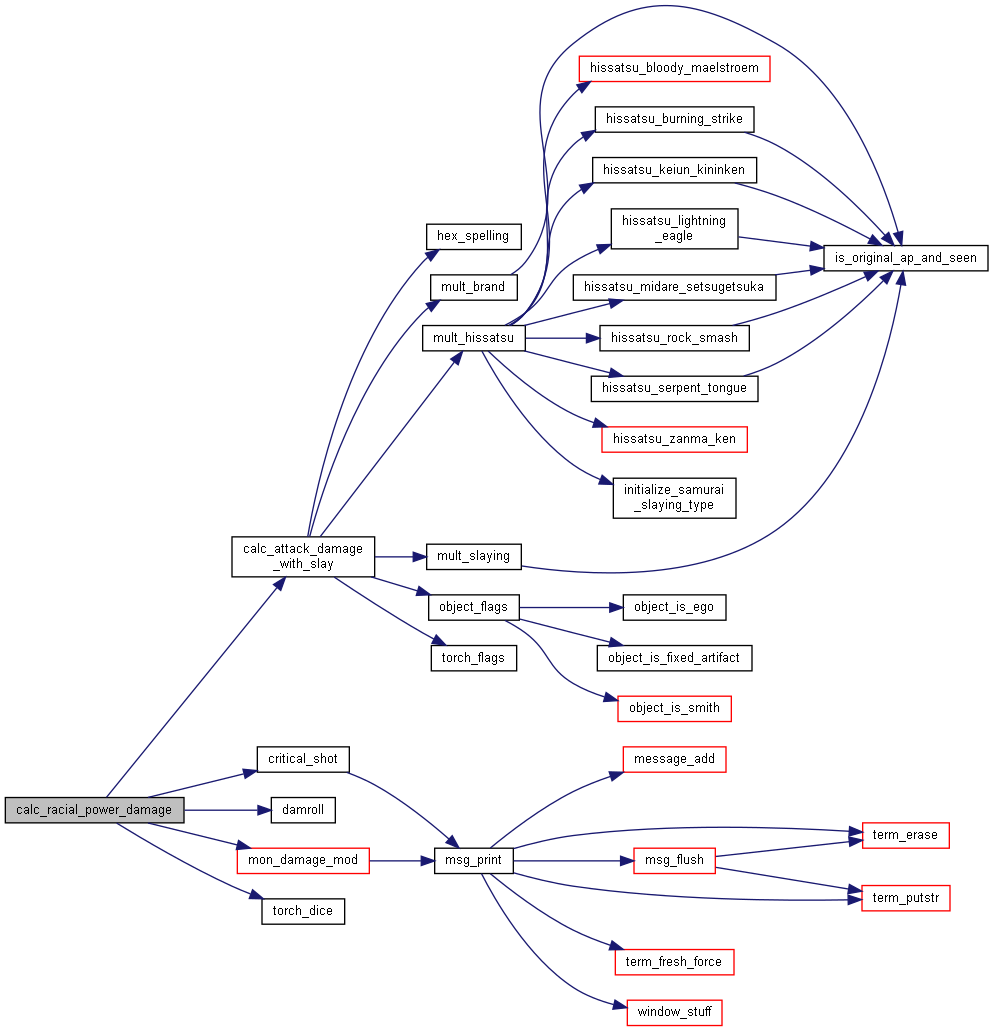 hissatsu_bloody_maelstroem
hissatsu_burning_strike
hissatsu_keiun_kininken
hissatsu_lightning
_eagle
hex_spelling
is_original_ap_and_seen
mult_brand
hissatsu_midare_setsugetsuka
mult_hissatsu
hissatsu_rock_smash
hissatsu_serpent_tongue
hissatsu_zanma_ken
initialize_samurai
_slaying_type
calc_attack_damage
_with_slay
mult_slaying
object_flags
object_is_ego
torch_flags
object_is_fixed_artifact
object_is_smith
critical_shot
message_add
calc_racial_power_damage
damroll
term_erase
mon_damage_mod
msg_print
msg_flush
term_putstr
torch_dice
term_fresh_force
window_stuff